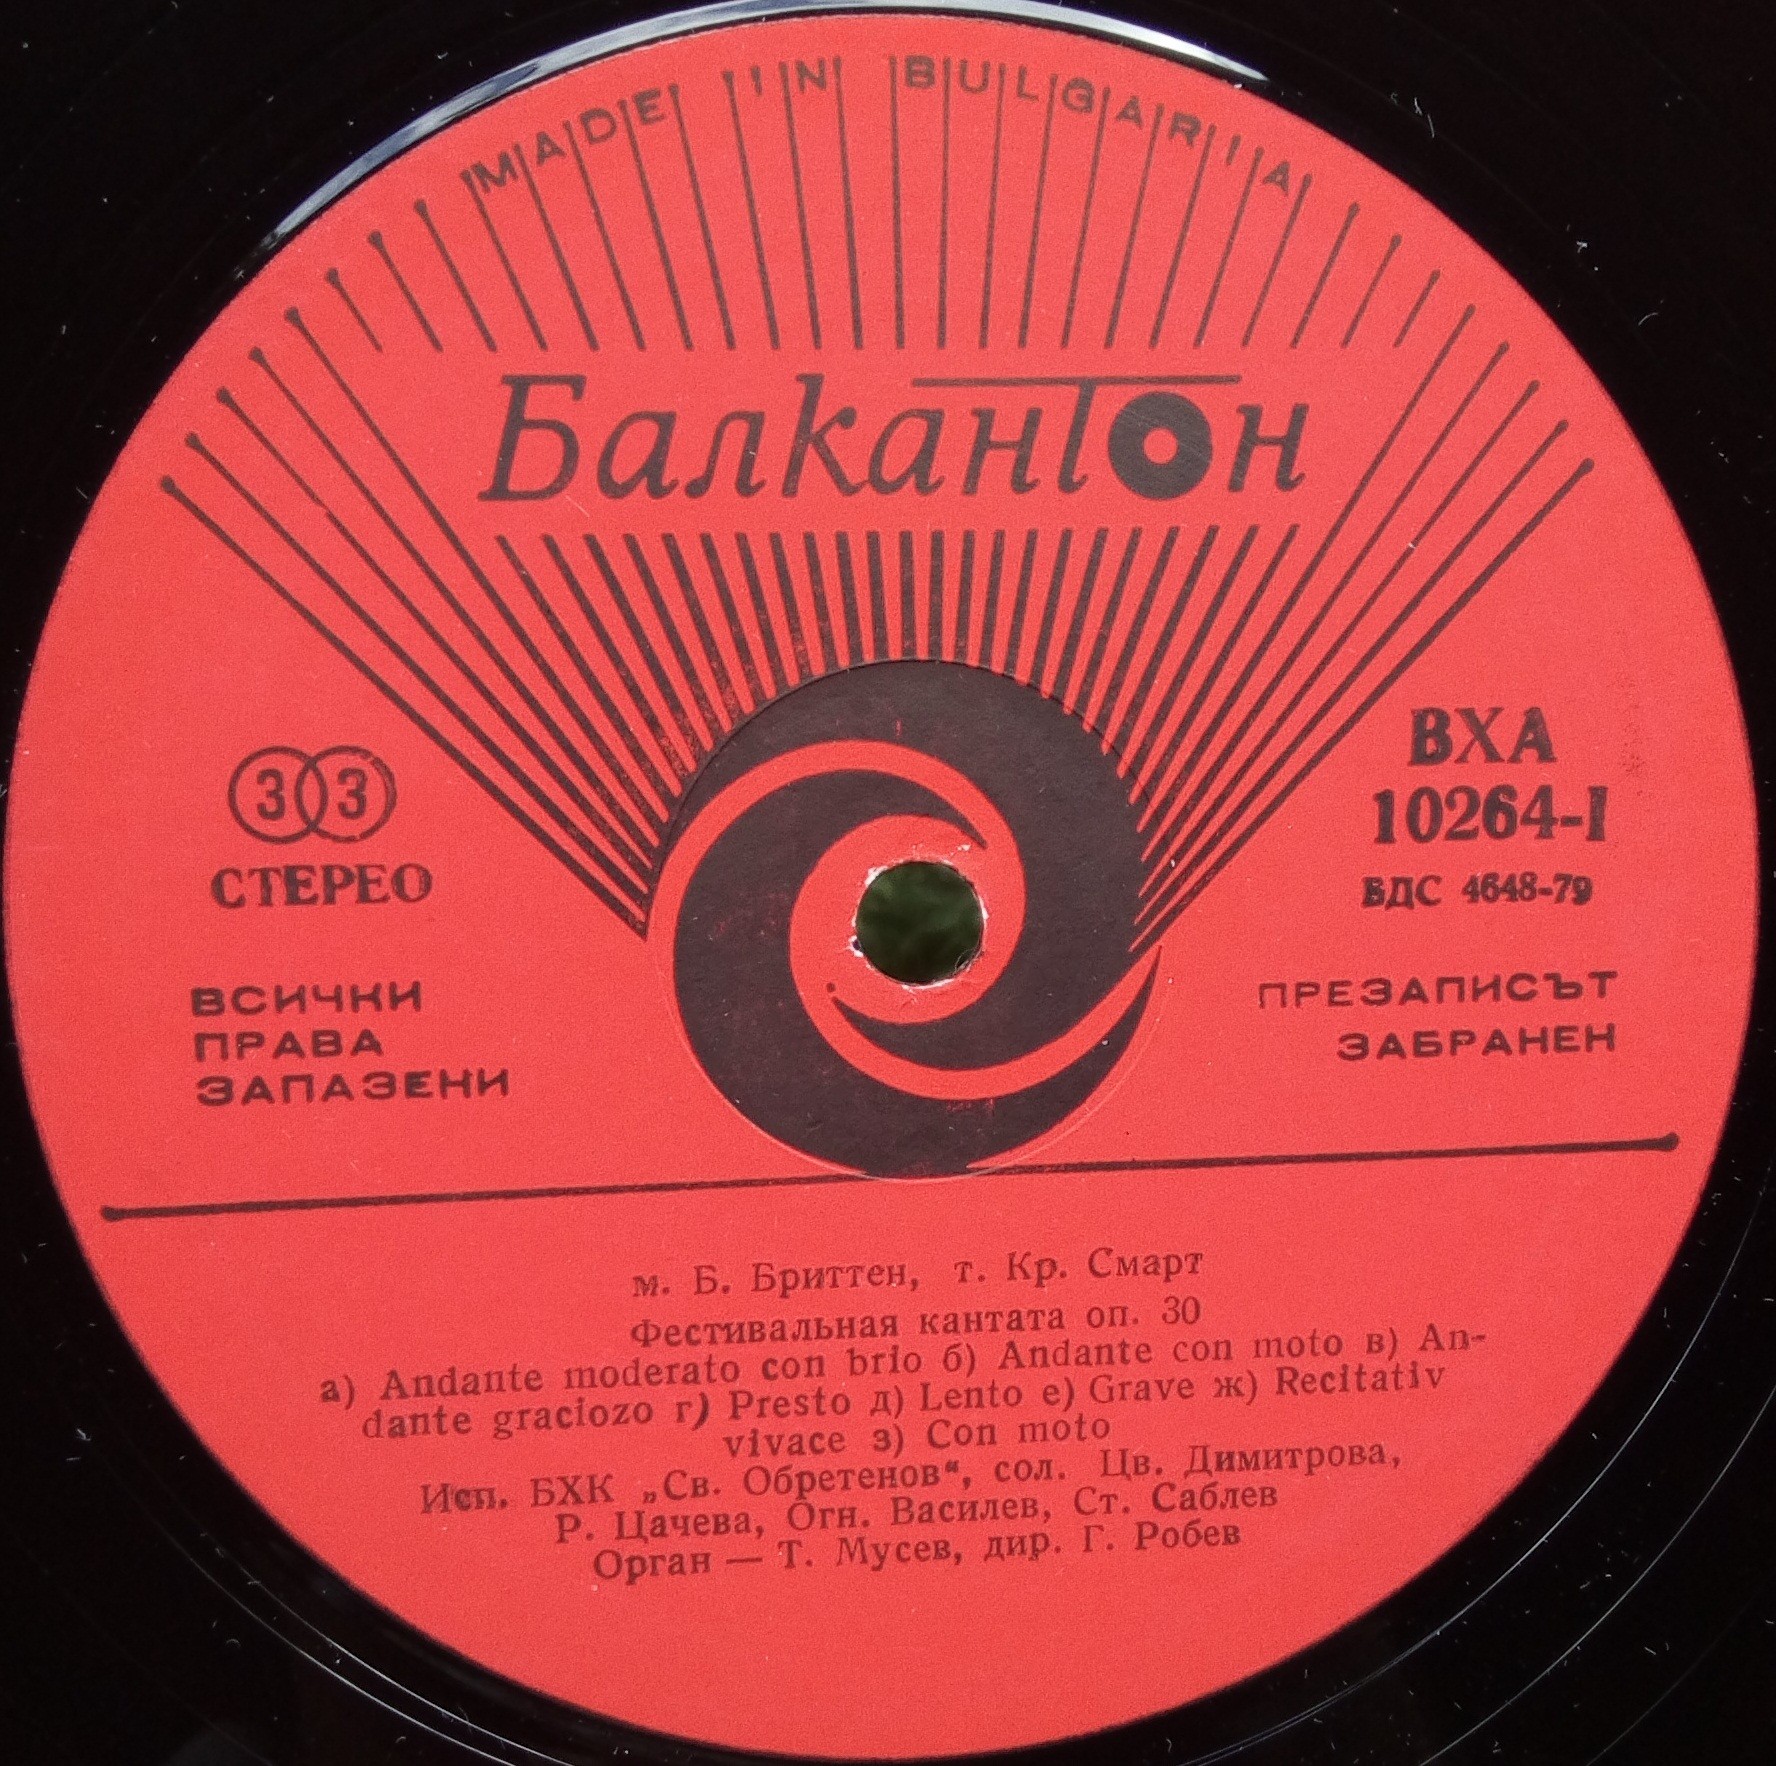 MADE IN BULGARIA
Балкантон
33
СТЕРЕО
ВХА
10264-I
БДС 4648-79
ВСИЧКИ
ПРАВА
ЗАПАЗЕНИ
ПРЕЗАПИСЪТ
ЗАБРАНЕН
м. Б. Бриттен, т. Кр. Смарт
Фестивальная кантата оп. 30
а) Andante moderato con brio б) Andante con moto в) An-
dante graciozo г) Presto д) Lento е) Grave ж) Recitativ
vivace з) Con moto
Исп. БХК „Св. Обретенов“, сол. Цв. Димитрова,
Р. Цачева, Огн. Василев, Ст. Саблев
Орган — Т. Мусев, дир. Г. Робев